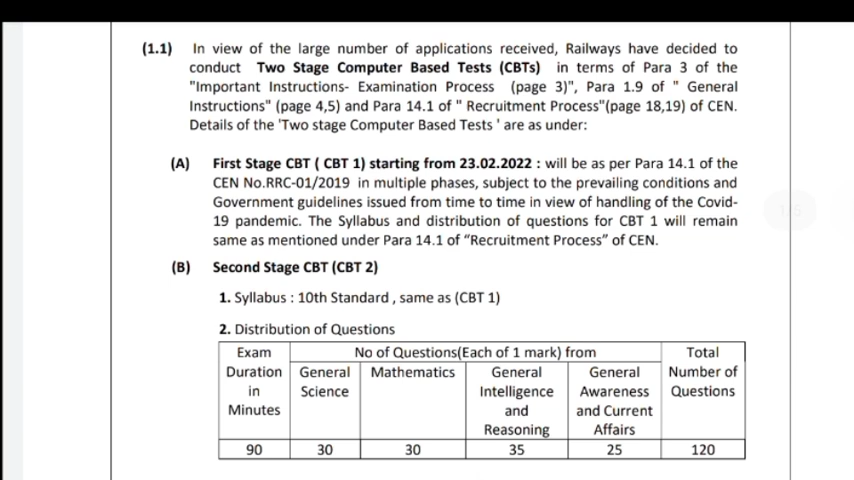 (1.1) In view of the large number of applications received, Railways have decided to
conduct Two Stage Computer Based Tests (CBTs) in terms of Para 3 of the
"Important Instructions- Examination Process (page 3)", Para 1.9 of " General
Instructions" (page 4,5) and Para 14.1 of " Recruitment Process"(page 18,19) of CEN.
Details of the 'Two stage Computer Based Tests ' are as under:
(A) First Stage CBT ( CBT 1) starting from 23.02.2022 : will be as per Para 14.1 of the
CEN No.RRC-01/2019 in multiple phases, subject to the prevailing conditions and
Government guidelines issued from time to time in view of handling of the Covid-
19 pandemic. The Syllabus and distribution of questions for CBT 1 will remain
same as mentioned under Para 14.1 of “Recruitment Process” of CEN.
(B) Second Stage CBT (CBT 2)
1. Syllabus : 10th Standard , same as (CBT 1)
2. Distribution of Questions
Exam No of Questions(Each of 1 mark) from Total
Duration General Mathematics General General Number of
in Science Intelligence Awareness Questions
Minutes and and Current
Reasoning Affairs
90 30 30 35 25 120